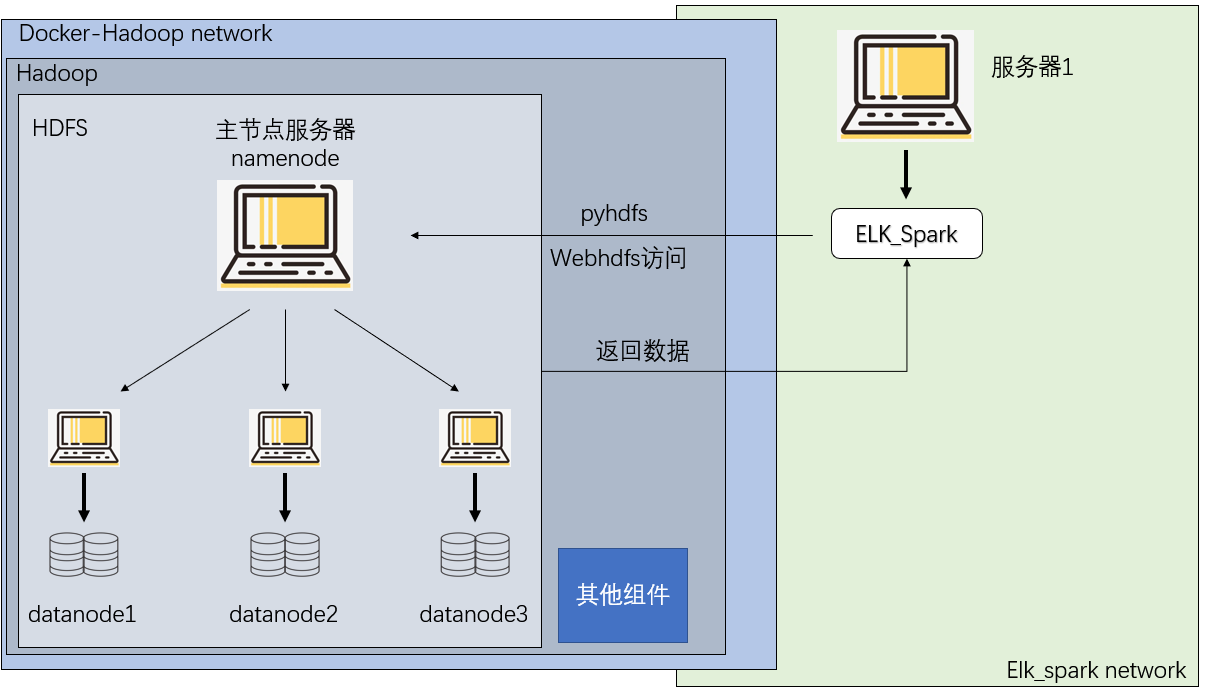 Docker-Hadoop network
Hadoop
HDFS
主节点服务器
namenode
服务器1
ELK_Spark
pyhdfs
Webhdfs访问
返回数据
datanode1
datanode2
datanode3
其他组件
Elk_spark network